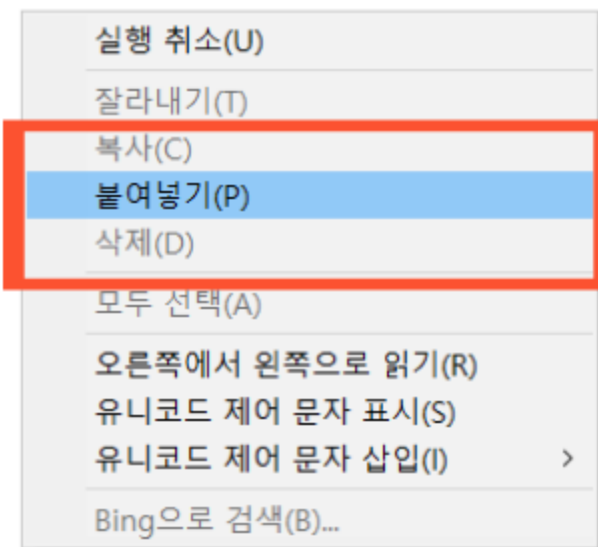 실행 취소(U)
잘라내기(T)
복사(C)
붙여넣기(P)
삭제(D)
모두 선택(A)
오른쪽에서 왼쪽으로 읽기(R)
유니코드 제어 문자 표시(S)
유니코드 제어 문자 삽입(I) >
Bing으로 검색(B)...